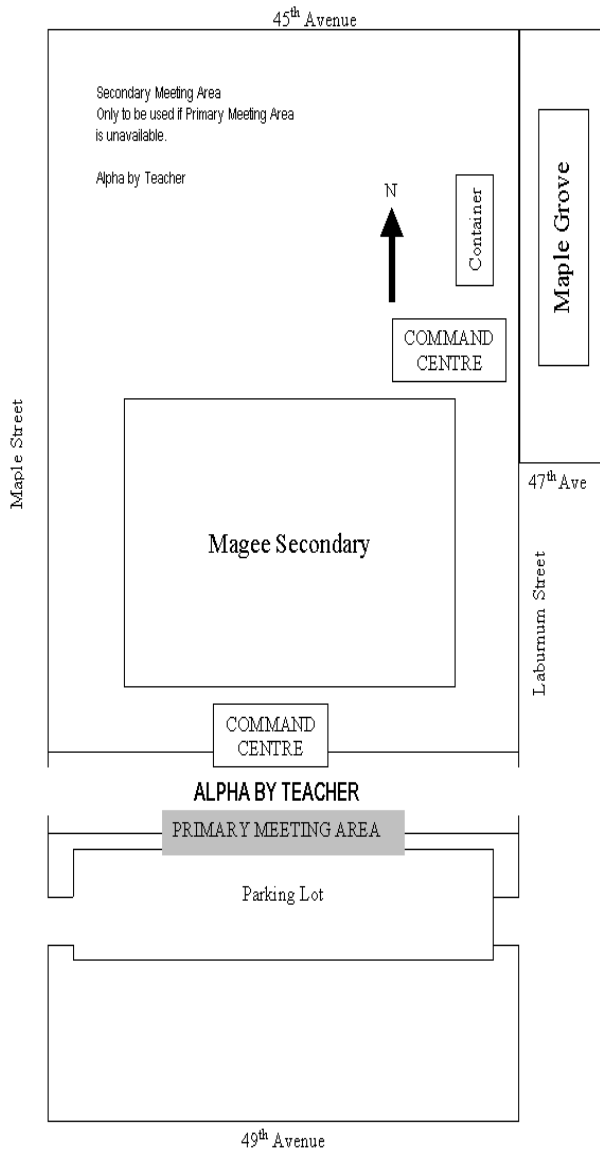 45th Avenue
Secondary Meeting Area
Only to be used if Primary Meeting Area
is unavailable.
Alpha by Teacher
N
Container
Maple Grove
COMMAND
CENTRE
Maple Street
47th Ave
Magee Secondary
Laburnum Street
COMMAND
CENTRE
ALPHA BY TEACHER
PRIMARY MEETING AREA
Parking Lot
49th Avenue